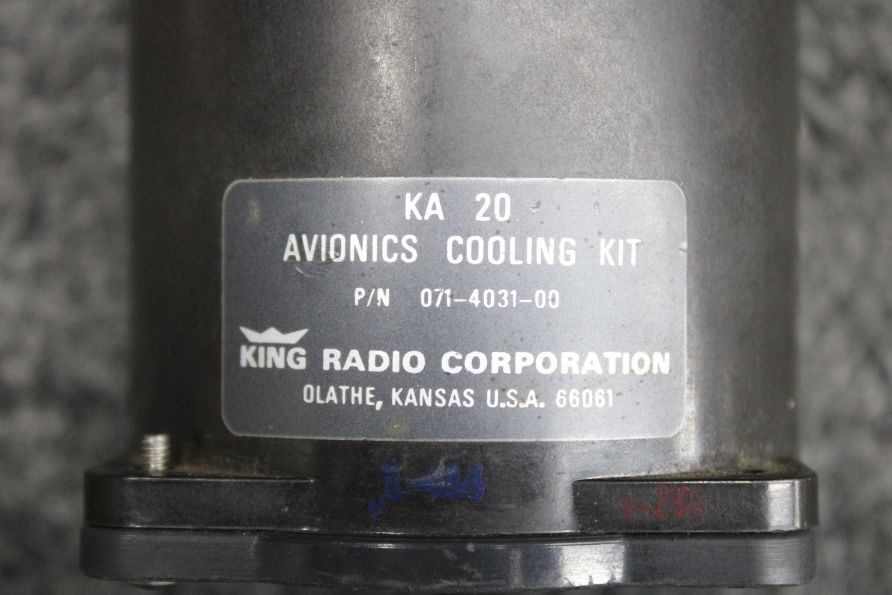 KA 20
AVIONICS COOLING KIT
P/N 071-4031-00
KING RADIO CORPORATION
OLATHE, KANSAS U.S.A. 66061